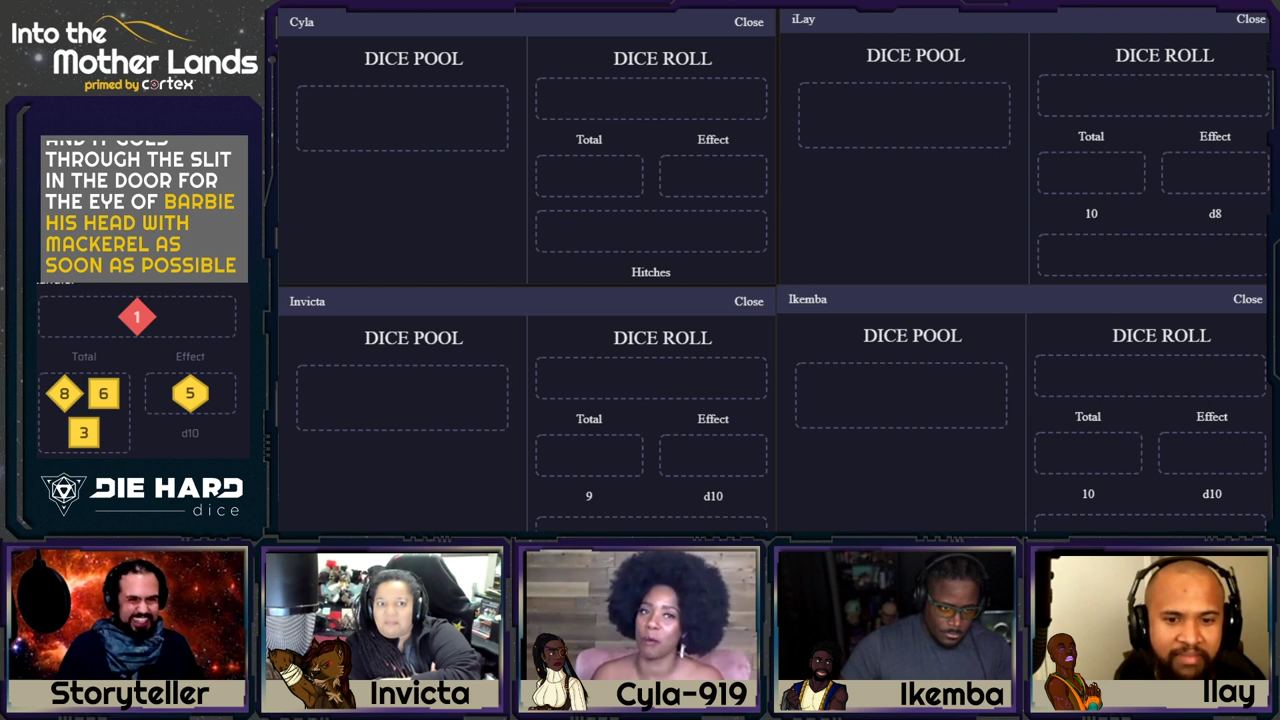 Into the
Mother Lands
primed by cortex
THROUGH THE SLIT
IN THE DOOR FOR
THE EYE OF BARBIE
HIS HEAD WITH
MACKEREL AS
SOON AS POSSIBLE
1
Total
Effect
8
6
5
3
d10
DIE HARD
dice
Cyla
Close
DICE POOL
DICE ROLL
Total
Effect
Hitches
iLay
Close
DICE POOL
DICE ROLL
Total
Effect
10
d8
Invicta
Close
DICE POOL
DICE ROLL
Total
Effect
9
d10
Ikemba
Close
DICE POOL
DICE ROLL
Total
Effect
10
d10
Storyteller
Invicta
Cyla-919
Ikemba
Ilay